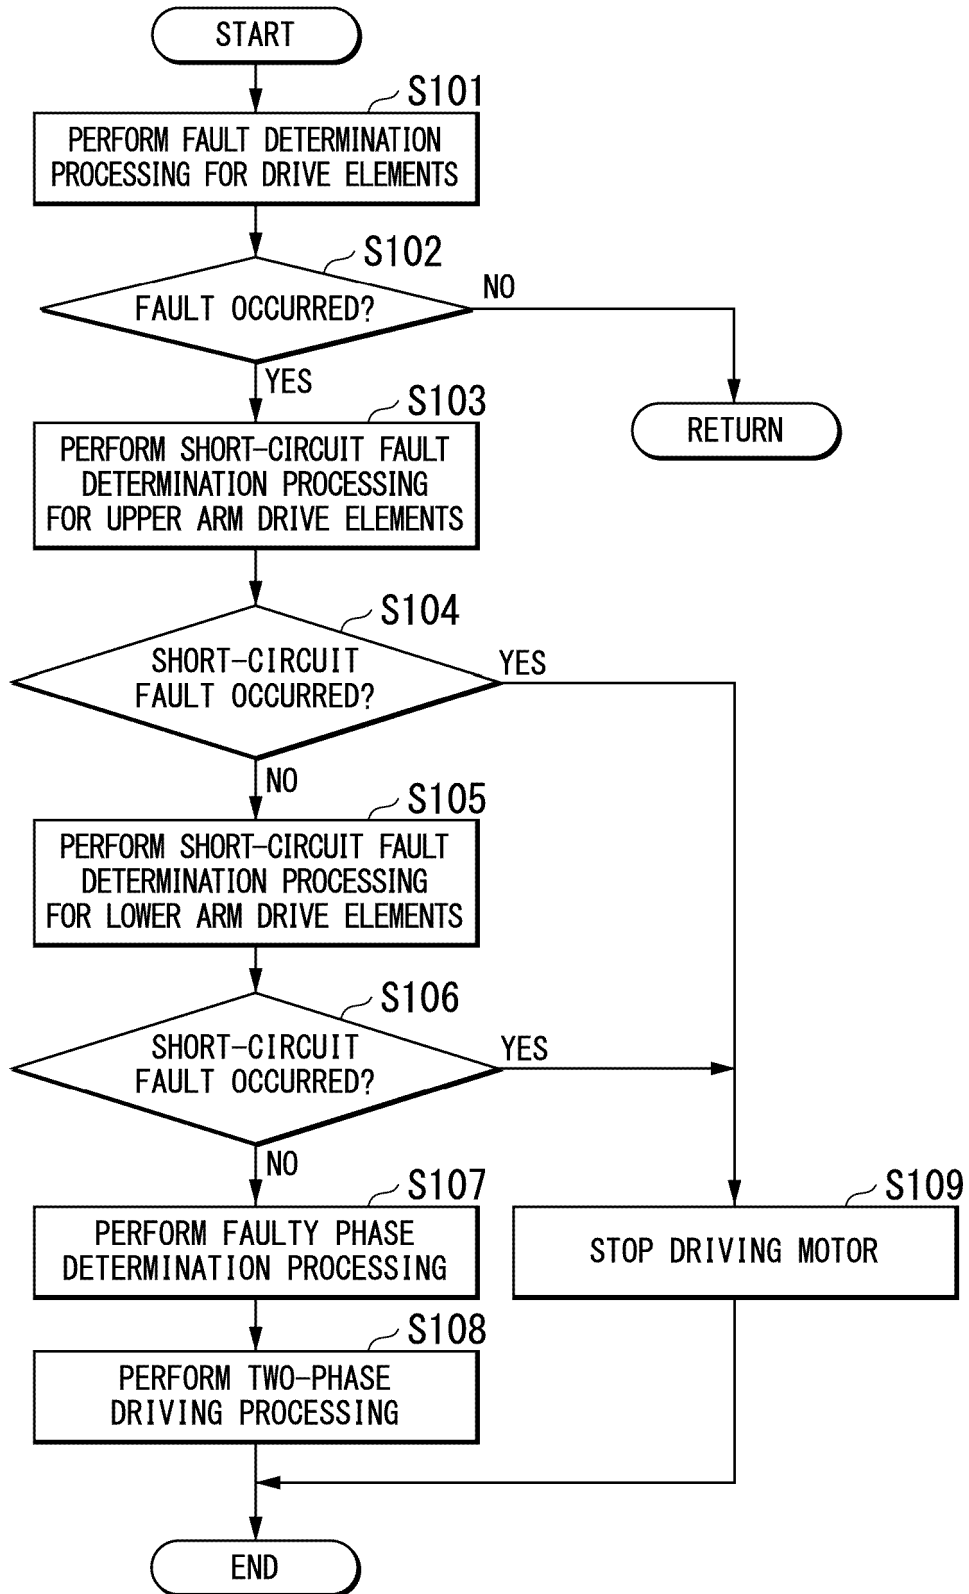 START
S101
PERFORM FAULT DETERMINATION
PROCESSING FOR DRIVE ELEMENTS
S102
FAULT OCCURRED?
NO
YES
RETURN
S103
PERFORM SHORT-CIRCUIT FAULT
DETERMINATION PROCESSING
FOR UPPER ARM DRIVE ELEMENTS
S104
SHORT-CIRCUIT
FAULT OCCURRED?
YES
NO
S105
PERFORM SHORT-CIRCUIT FAULT
DETERMINATION PROCESSING
FOR LOWER ARM DRIVE ELEMENTS
S106
SHORT-CIRCUIT
FAULT OCCURRED?
YES
NO
S107
PERFORM FAULTY PHASE
DETERMINATION PROCESSING
S109
STOP DRIVING MOTOR
S108
PERFORM TWO-PHASE
DRIVING PROCESSING
END